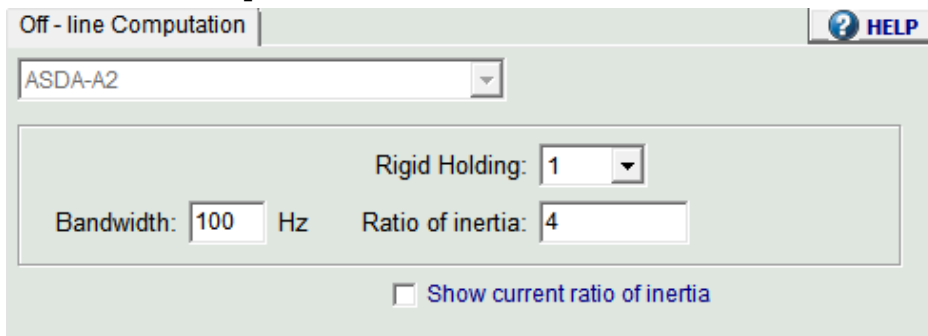 Off - line Computation
HELP
ASDA-A2
Rigid Holding: 1
Bandwidth: 100 Hz Ratio of inertia: 4
Show current ratio of inertia